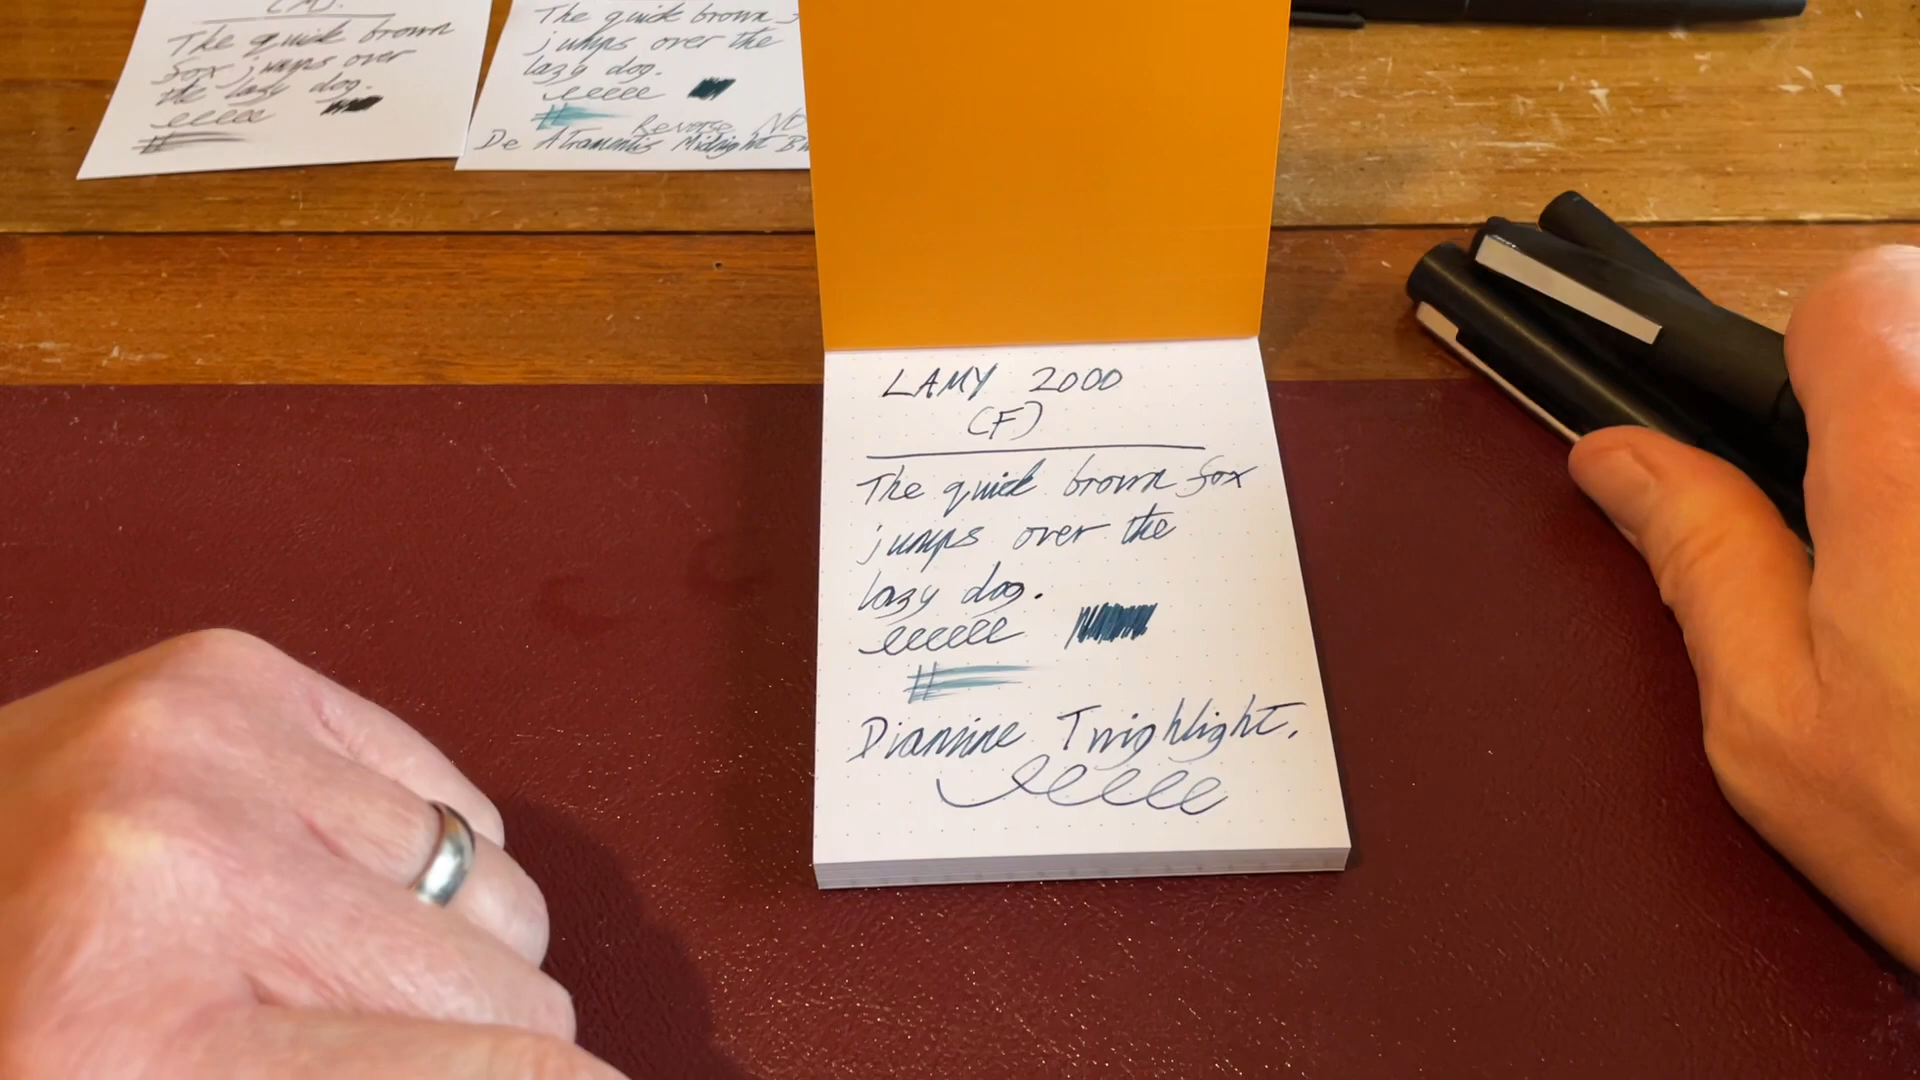 (M).
The quick brown
fox jumps over
the lazy dog.
The quick brown
jumps over the
lazy dog.
Reverse
De Atramentis Midnight
LAMY 2000
(F)
The quick brown fox
jumps over the
lazy dog.
Diamine Twighlight.